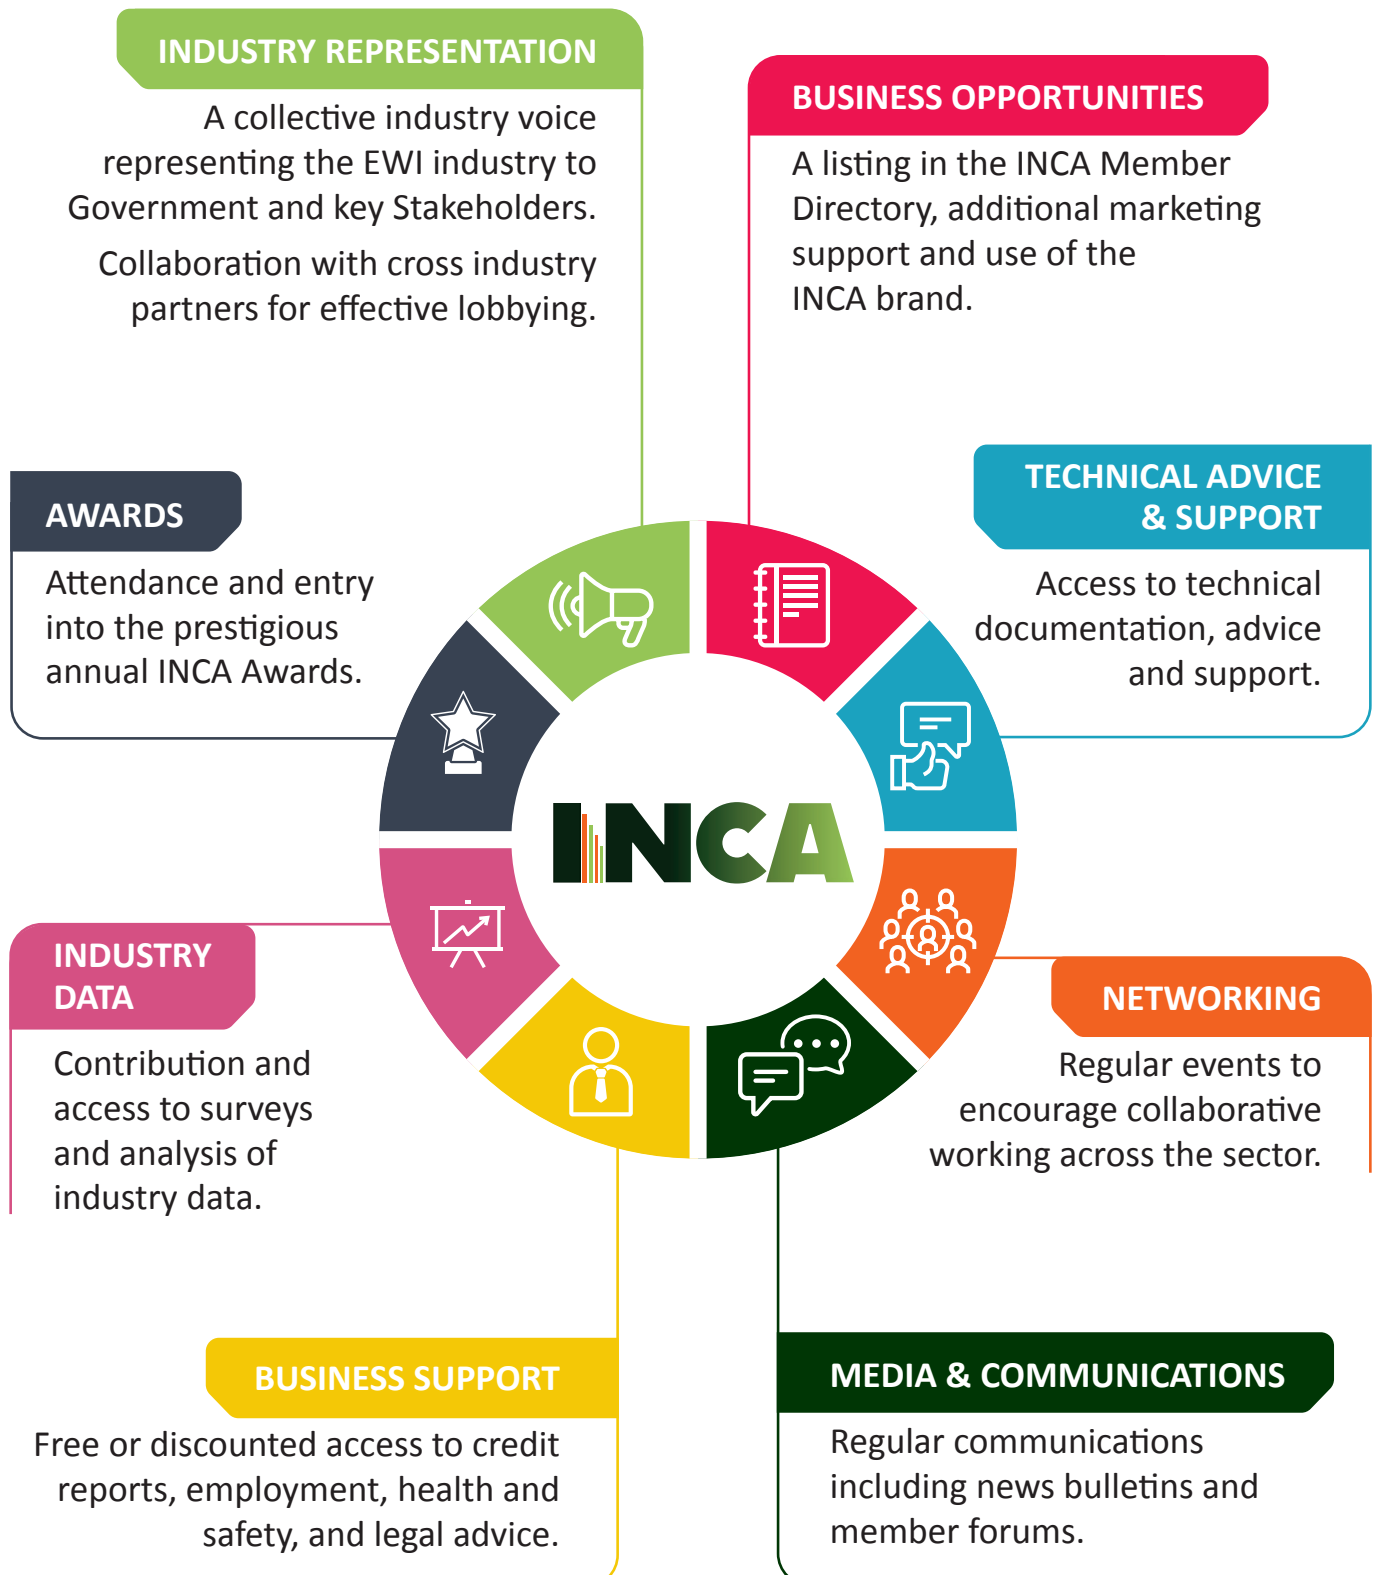 INDUSTRY REPRESENTATION
A collective industry voice
representing the EWI industry to
Government and key Stakeholders.
Collaboration with cross industry
partners for effective lobbying.
BUSINESS OPPORTUNITIES
A listing in the INCA Member
Directory, additional marketing
support and use of the
INCA brand.
AWARDS
Attendance and entry
into the prestigious
annual INCA Awards.
TECHNICAL ADVICE
& SUPPORT
Access to technical
documentation, advice
and support.
INCA
INDUSTRY
DATA
Contribution and
access to surveys
and analysis of
industry data.
NETWORKING
Regular events to
encourage collaborative
working across the sector.
BUSINESS SUPPORT
Free or discounted access to credit
reports, employment, health and
safety, and legal advice.
MEDIA & COMMUNICATIONS
Regular communications
including news bulletins and
member forums.